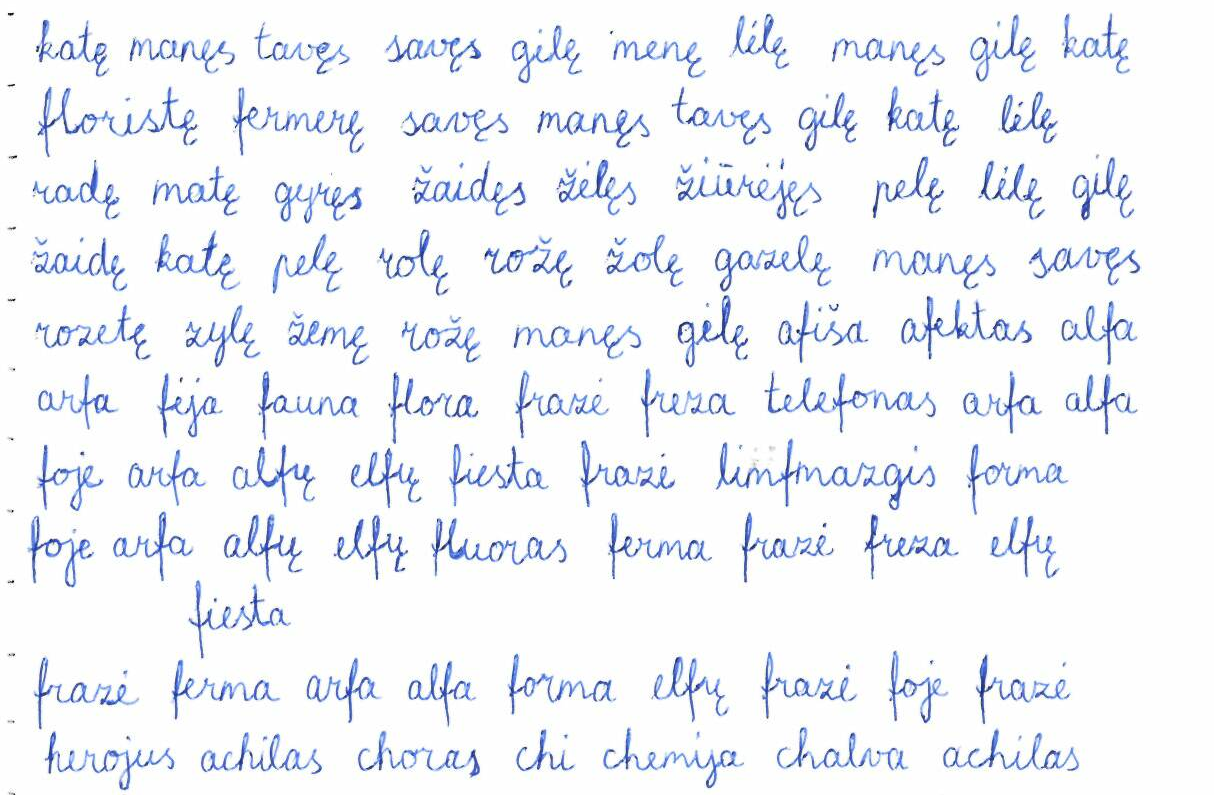 katę manęs tavęs savęs gilę menę lėlę manęs gilę katę
floristę fermerę savęs manęs tavęs gilę katę lėlę
radę matę gyręs žaidęs žėlęs žiūrėjęs pelę lėlę gilę
žaidę katę pelę rolę rožę žolę gazelę manęs savęs
rozetę zylę žemę rožę manęs gėlę afiša afektas alfa
arfa fėja fauna flora frazė freza telefonas arfa alfa
foje arfa alfų elfų fiesta frazė limfmazgis forma
foje arfa alfų elfų fluoras ferma frazė freza elfų
fiesta
frazė ferma arfa alfa forma elfų frazė foje frazė
herojus achilas choras chi chemija chalva achilas